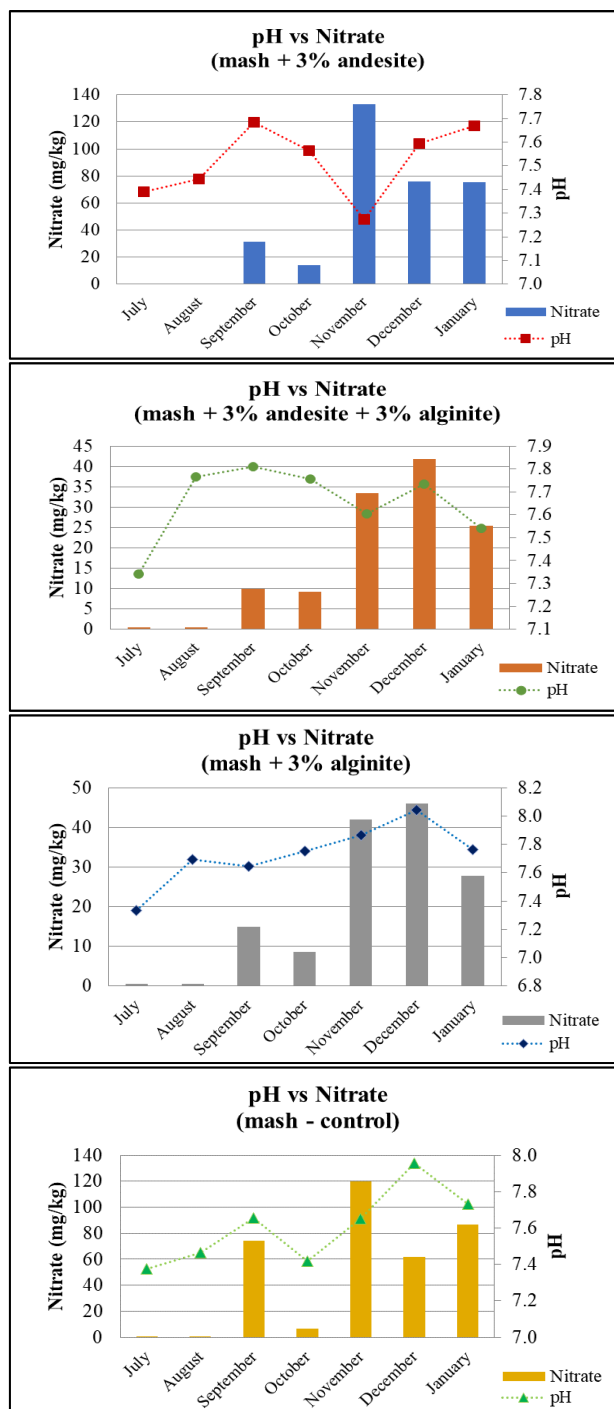 pH vs Nitrate
(mash + 3% andesite)
Nitrate (mg/kg)
140
120
100
80
60
40
20
0
7.8
7.7
7.6
7.5
7.4
7.3
7.2
7.1
7.0
pH
July
August
September
October
November
December
January
Nitrate
pH
pH vs Nitrate
(mash + 3% andesite + 3% alginite)
Nitrate (mg/kg)
45
40
35
30
25
20
15
10
5
0
7.9
7.8
7.7
7.6
7.5
7.4
7.3
7.2
7.1
July
August
September
October
November
December
January
Nitrate
pH
pH vs Nitrate
(mash + 3% alginite)
Nitrate (mg/kg)
50
40
30
20
10
0
8.2
8.0
7.8
7.6
7.4
7.2
7.0
6.8
pH
July
August
September
October
November
December
January
Nitrate
pH
pH vs Nitrate
(mash - control)
Nitrate (mg/kg)
140
120
100
80
60
40
20
0
8.0
7.8
7.6
7.4
7.2
7.0
pH
July
August
September
October
November
December
January
Nitrate
pH